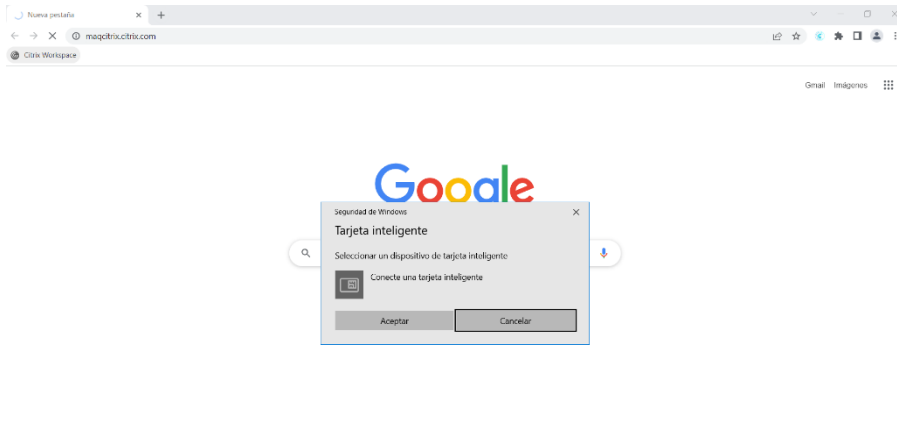 Nueva pestaña
maqcitrix.citrix.com
Citrix Workspace
Gmail Imágenes
Google
Seguridad de Windows
Tarjeta inteligente
Seleccionar un dispositivo de tarjeta inteligente
Conecte una tarjeta inteligente
Aceptar Cancelar